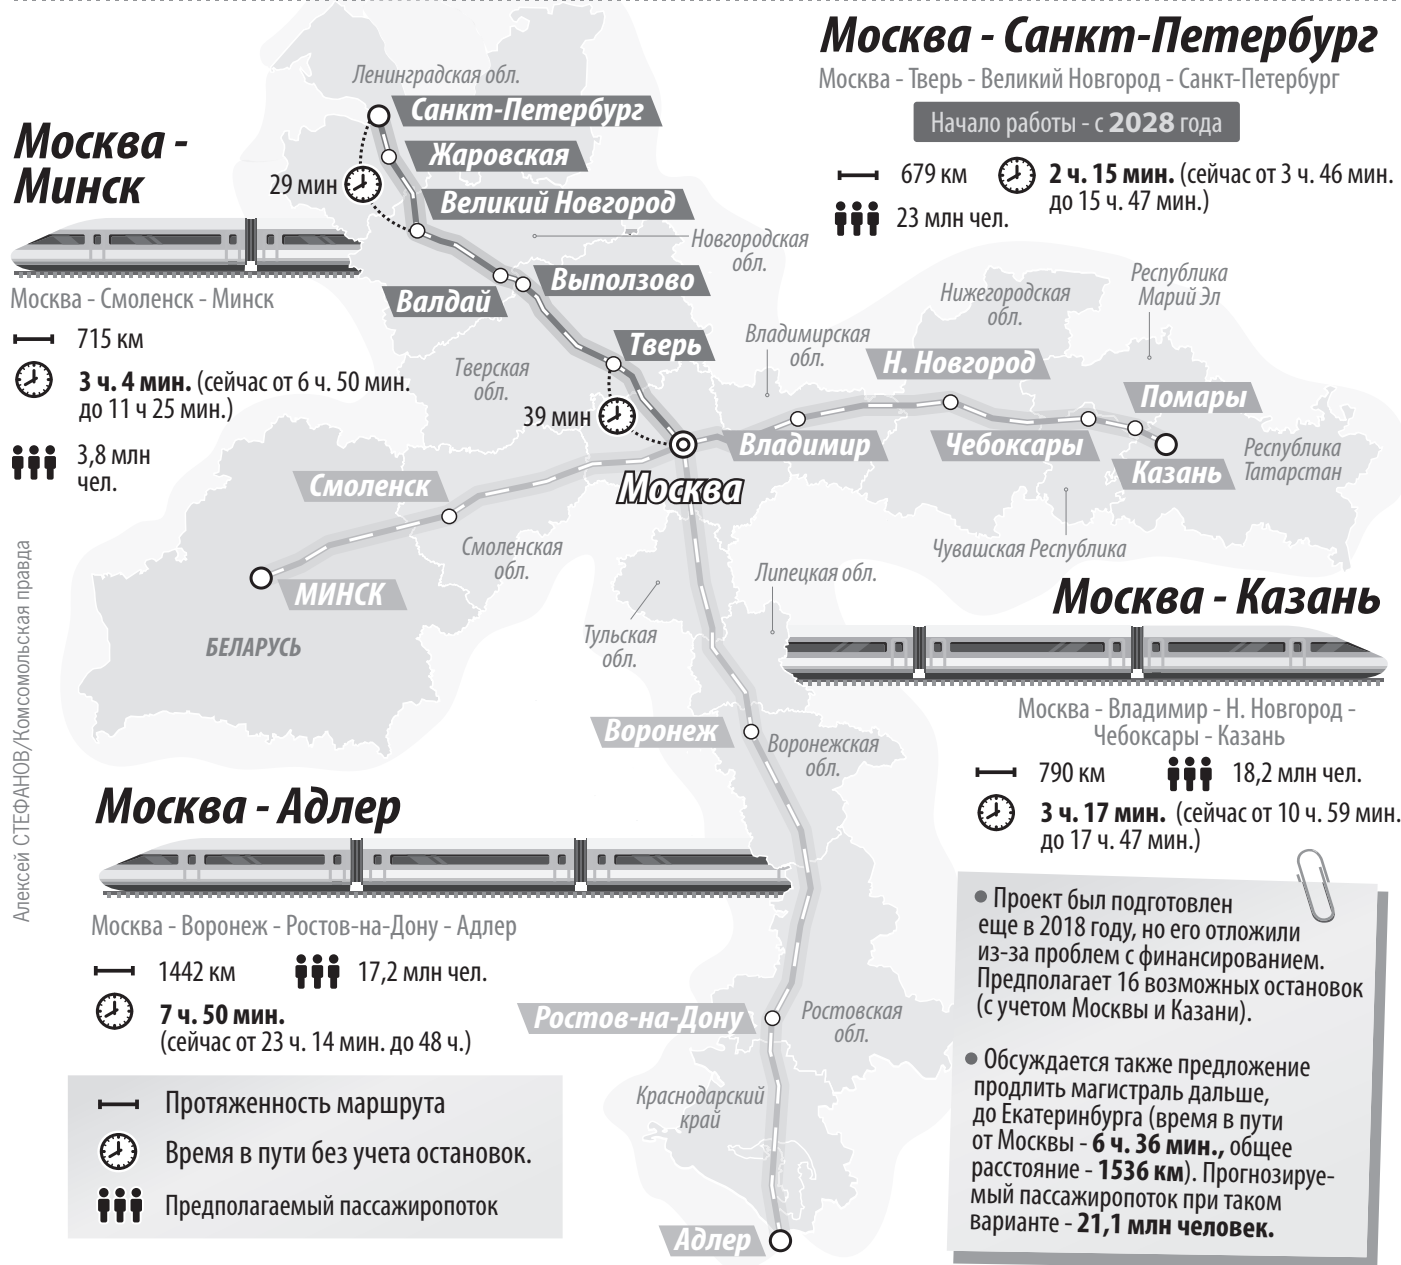 Москва - Санкт-Петербург
Москва - Тверь - Великий Новгород - Санкт-Петербург
Начало работы - с 2028 года
679 км
2 ч. 15 мин. (сейчас от 3 ч. 46 мин.
до 15 ч. 47 мин.)
23 млн чел.
Москва -
Минск
Москва - Смоленск - Минск
715 км
3 ч. 4 мин. (сейчас от 6 ч. 50 мин.
до 11 ч 25 мин.)
3,8 млн
чел.
Ленинградская обл.
Санкт-Петербург
Жаровская
29 мин
Великий Новгород
Новгородская
обл.
Выползово
Валдай
Тверь
Тверская
обл.
39 мин
Москва
Владимирская
обл.
Нижегородская
обл.
Республика
Марий Эл
Н. Новгород
Помары
Владимир
Чебоксары
Казань
Республика
Татарстан
Чувашская Республика
Смоленск
Смоленская
обл.
МИНСК
БЕЛАРУСЬ
Тульская
обл.
Липецкая обл.
Воронеж
Воронежская
обл.
Ростов-на-Дону
Ростовская
обл.
Краснодарский
край
Адлер
Москва - Казань
Москва - Владимир - Н. Новгород -
Чебоксары - Казань
790 км
18,2 млн чел.
3 ч. 17 мин. (сейчас от 10 ч. 59 мин.
до 17 ч. 47 мин.)
Москва - Адлер
Москва - Воронеж - Ростов-на-Дону - Адлер
1442 км
17,2 млн чел.
7 ч. 50 мин.
(сейчас от 23 ч. 14 мин. до 48 ч.)
Протяженность маршрута
Время в пути без учета остановок.
Предполагаемый пассажиропоток
• Проект был подготовлен
еще в 2018 году, но его отложили
из-за проблем с финансированием.
Предполагает 16 возможных остановок
(с учетом Москвы и Казани).
• Обсуждается также предложение
продлить магистраль дальше,
до Екатеринбурга (время в пути
от Москвы - 6 ч. 36 мин., общее
расстояние - 1536 км). Прогнозируе-
мый пассажиропоток при таком
варианте - 21,1 млн человек.
Алексей СТЕФАНОВ/Комсомольская правда